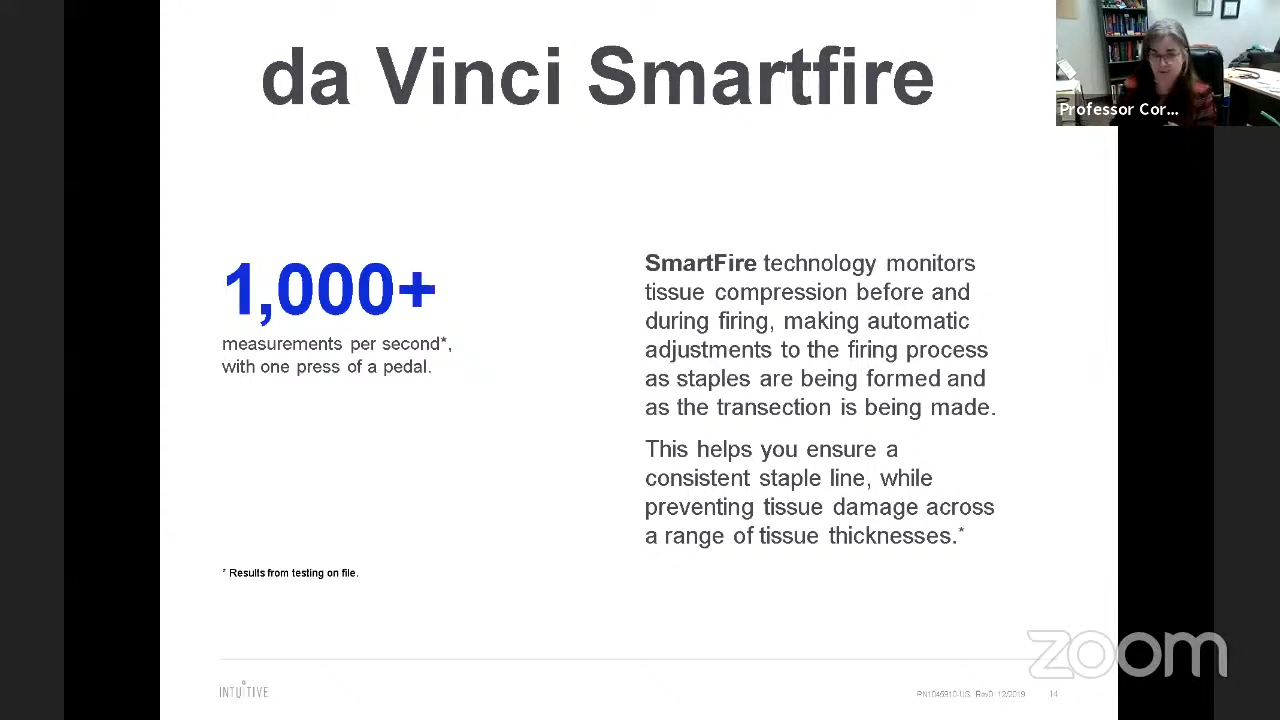 da Vinci Smartfire
Professor Cor...
1,000+
measurements per second*,
with one press of a pedal.
SmartFire technology monitors
tissue compression before and
during firing, making automatic
adjustments to the firing process
as staples are being formed and
as the transection is being made.
This helps you ensure a
consistent staple line, while
preventing tissue damage across
a range of tissue thicknesses.*
* Results from testing on file.
zoom
INTUITIVE
12/2019
14